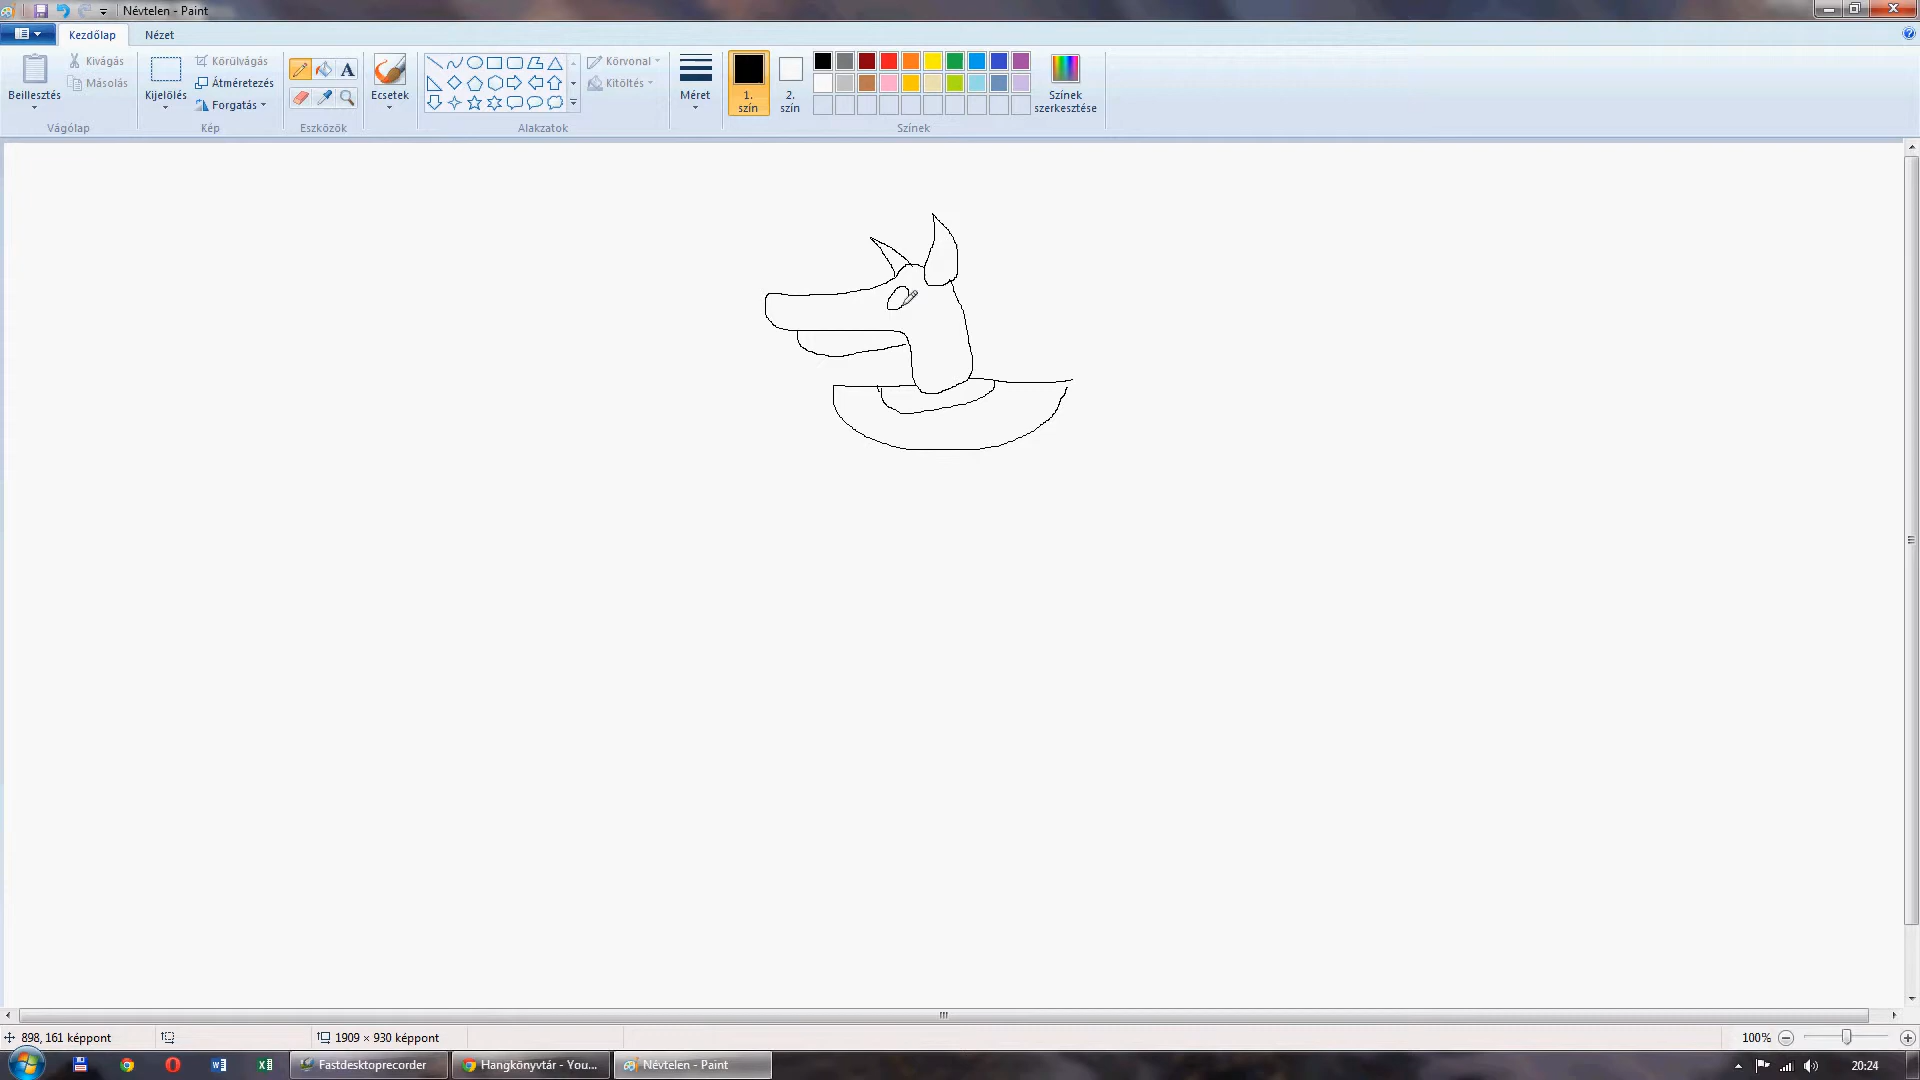 Névtelen - Paint
Kezdőlap
Nézet
Beillesztés
Kivágás
Másolás
Vágólap
Kijelölés
Körülvágás
Átméretezés
Forgatás
Kép
A
Eszközök
Ecsetek
Körvonal
Kitöltés
Alakzatok
Méret
1. szín
2. szín
Színek szerkesztése
Színek
898, 161 képpont
1909 × 930 képpont
100%
Fastdesktoprecorder
Hangkönyvtár - You...
Névtelen - Paint
20:24